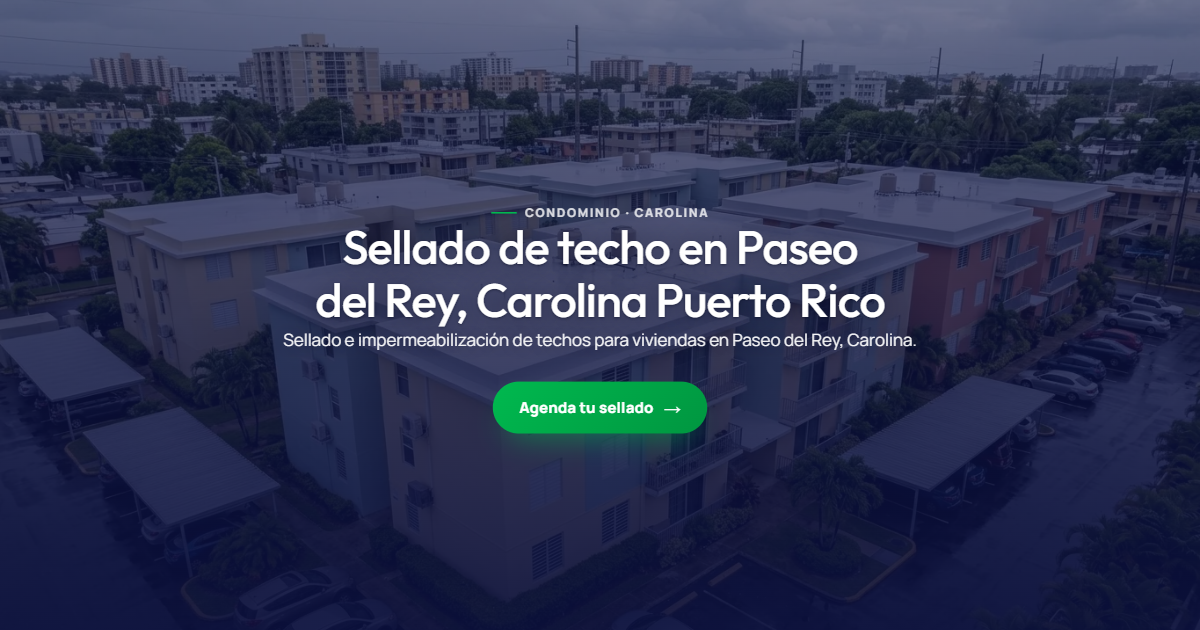 CONDOMINIO · CAROLINA
Sellado de techo en Paseo
del Rey, Carolina Puerto Rico
Sellado e impermeabilización de techos para viviendas en Paseo del Rey, Carolina.
Agenda tu sellado →